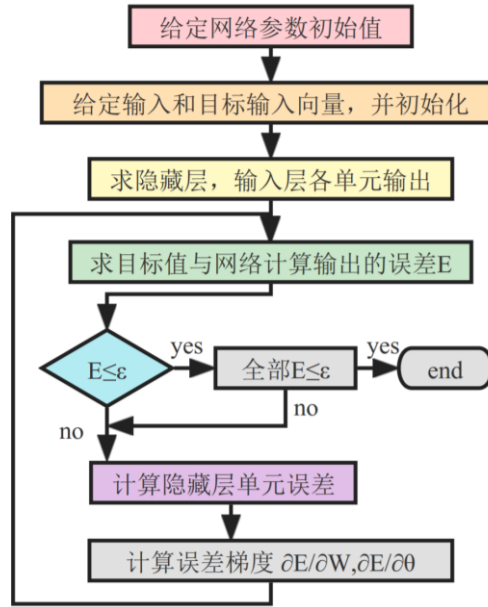 给定网络参数初始值
给定输入和目标输入向量，并初始化
求隐藏层，输入层各单元输出
求目标值与网络计算输出的误差E
E≤ε
yes
全部E≤ε
yes
end
no
no
计算隐藏层单元误差
计算误差梯度 ∂E/∂W,∂E/∂θ